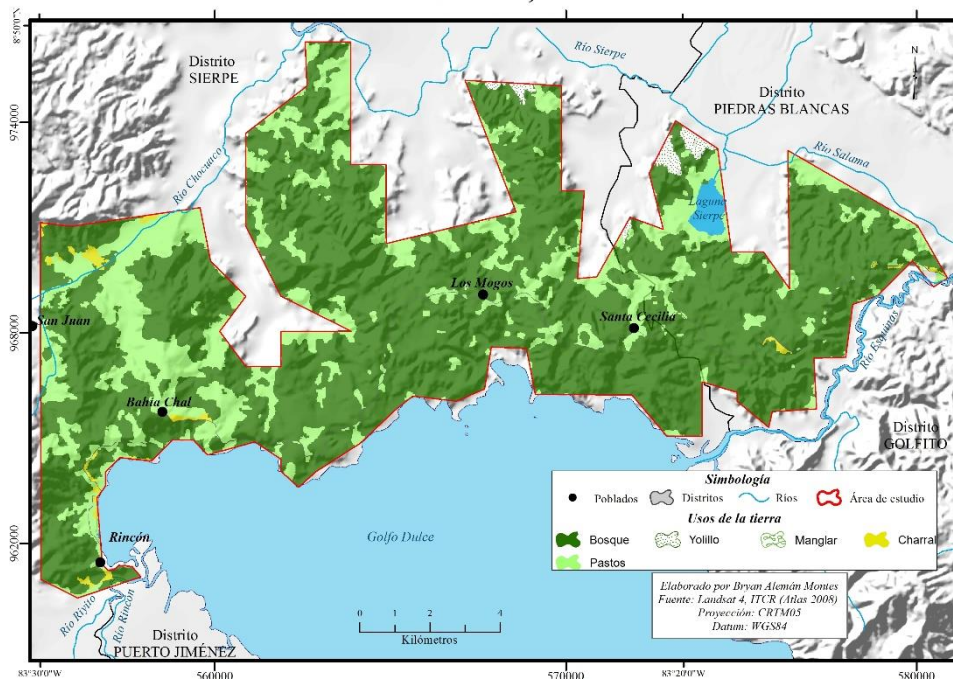 8°50'0"N
974000
968000
962000
Distrito
SIERPE
Río Sierpe
N
Distrito
PIEDRAS BLANCAS
Río Chocuaco
Río Salama
Laguna
Sierpe
Los Mogos
San Juan
Santa Cecilia
Río Esquinas
Bahía Chal
Distrito
GOLFITO
Rincón
Golfo Dulce
Río Riyito
Río Rincón
Distrito
PUERTO JIMÉNEZ
0 2 4
Kilómetros
Simbología
Poblados Distritos Ríos Área de estudio
Usos de la tierra
Bosque Yolillo Manglar Charral
Pastos
Elaborado por Bryan Alemán Montes
Fuente: Landsat 4, ITCR (Atlas 2008)
Proyección: CRTM05
Datum: WGS84
83°30'0"W 560000 570000 83°20'0"W 580000